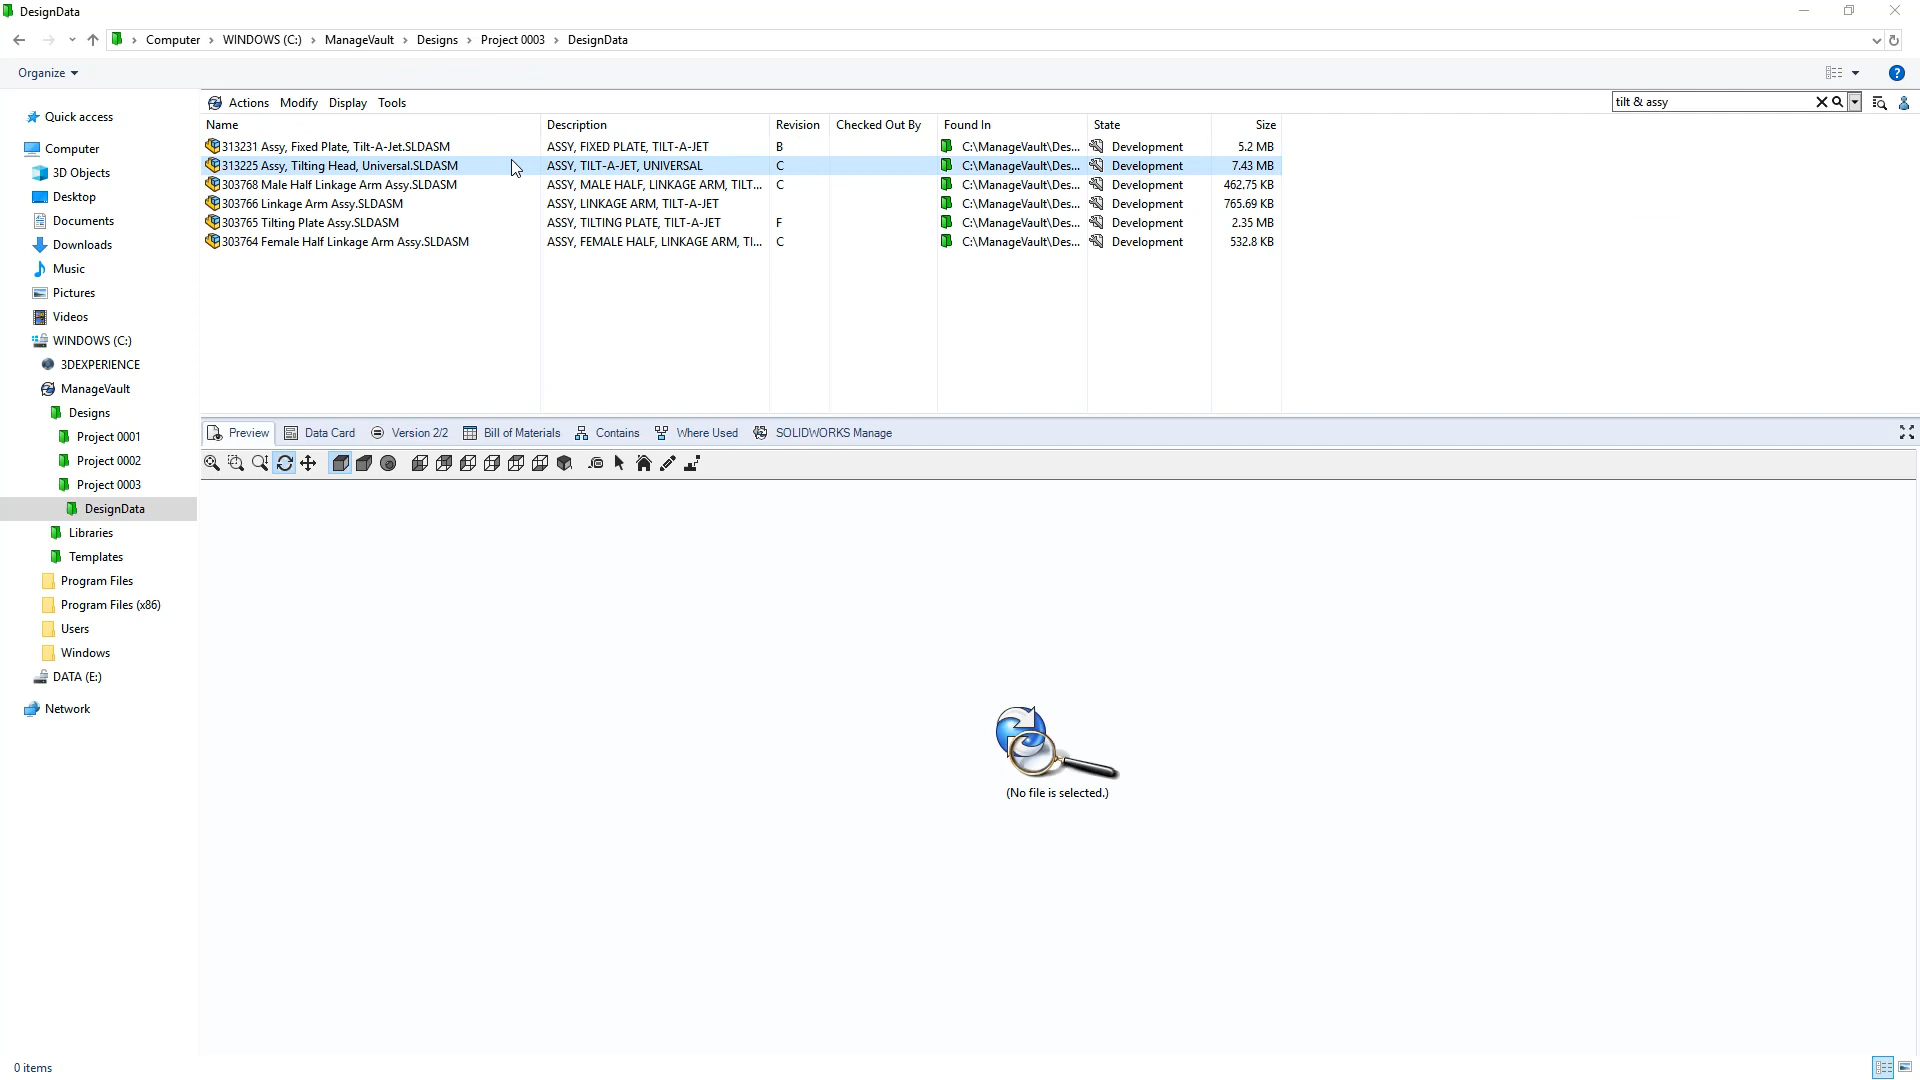 DesignData
Computer > WINDOWS (C:) > ManageVault > Designs > Project 0003 > DesignData
Organize
Quick access
Computer
3D Objects
Desktop
Documents
Downloads
Music
Pictures
Videos
WINDOWS (C:)
3DEXPERIENCE
ManageVault
Designs
Project 0001
Project 0002
Project 0003
DesignData
Libraries
Templates
Program Files
Program Files (x86)
Users
Windows
DATA (E:)
Network
Actions Modify Display Tools
tilt & assy
Name Description Revision Checked Out By Found In State Size
313231 Assy, Fixed Plate, Tilt-A-Jet.SLDASM ASSY, FIXED PLATE, TILT-A-JET B C:\ManageVault\Des... Development 5.2 MB
313225 Assy, Tilting Head, Universal.SLDASM ASSY, TILT-A-JET, UNIVERSAL C C:\ManageVault\Des... Development 7.43 MB
303768 Male Half Linkage Arm Assy.SLDASM ASSY, MALE HALF, LINKAGE ARM, TILT... C C:\ManageVault\Des... Development 462.75 KB
303766 Linkage Arm Assy.SLDASM ASSY, LINKAGE ARM, TILT-A-JET C:\ManageVault\Des... Development 765.69 KB
303765 Tilting Plate Assy.SLDASM ASSY, TILTING PLATE, TILT-A-JET F C:\ManageVault\Des... Development 2.35 MB
303764 Female Half Linkage Arm Assy.SLDASM ASSY, FEMALE HALF, LINKAGE ARM, TI... C C:\ManageVault\Des... Development 532.8 KB
Preview Data Card Version 2/2 Bill of Materials Contains Where Used SOLIDWORKS Manage
(No file is selected.)
0 items